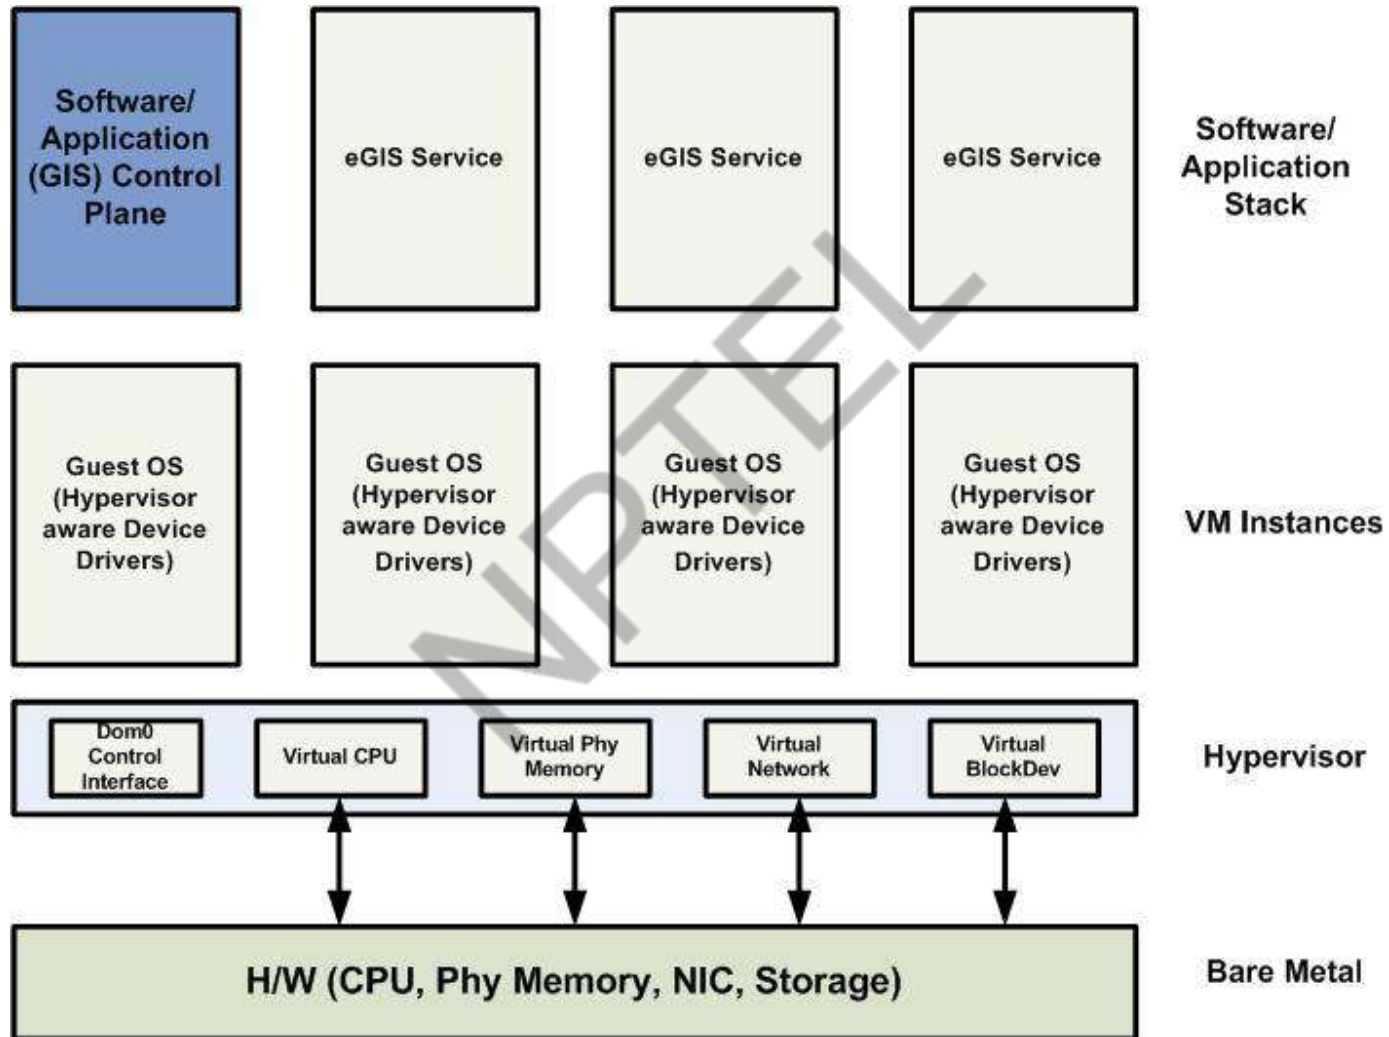 Software/
Application
(GIS) Control
Plane
eGIS Service
eGIS Service
eGIS Service
Software/
Application
Stack
Guest OS
(Hypervisor
aware Device
Drivers)
Guest OS
(Hypervisor
aware Device
Drivers)
Guest OS
(Hypervisor
aware Device
Drivers)
Guest OS
(Hypervisor
aware Device
Drivers)
VM Instances
Dom0
Control
Interface
Virtual CPU
Virtual Phy
Memory
Virtual
Network
Virtual
BlockDev
Hypervisor
H/W (CPU, Phy Memory, NIC, Storage)
Bare Metal
NPTEL